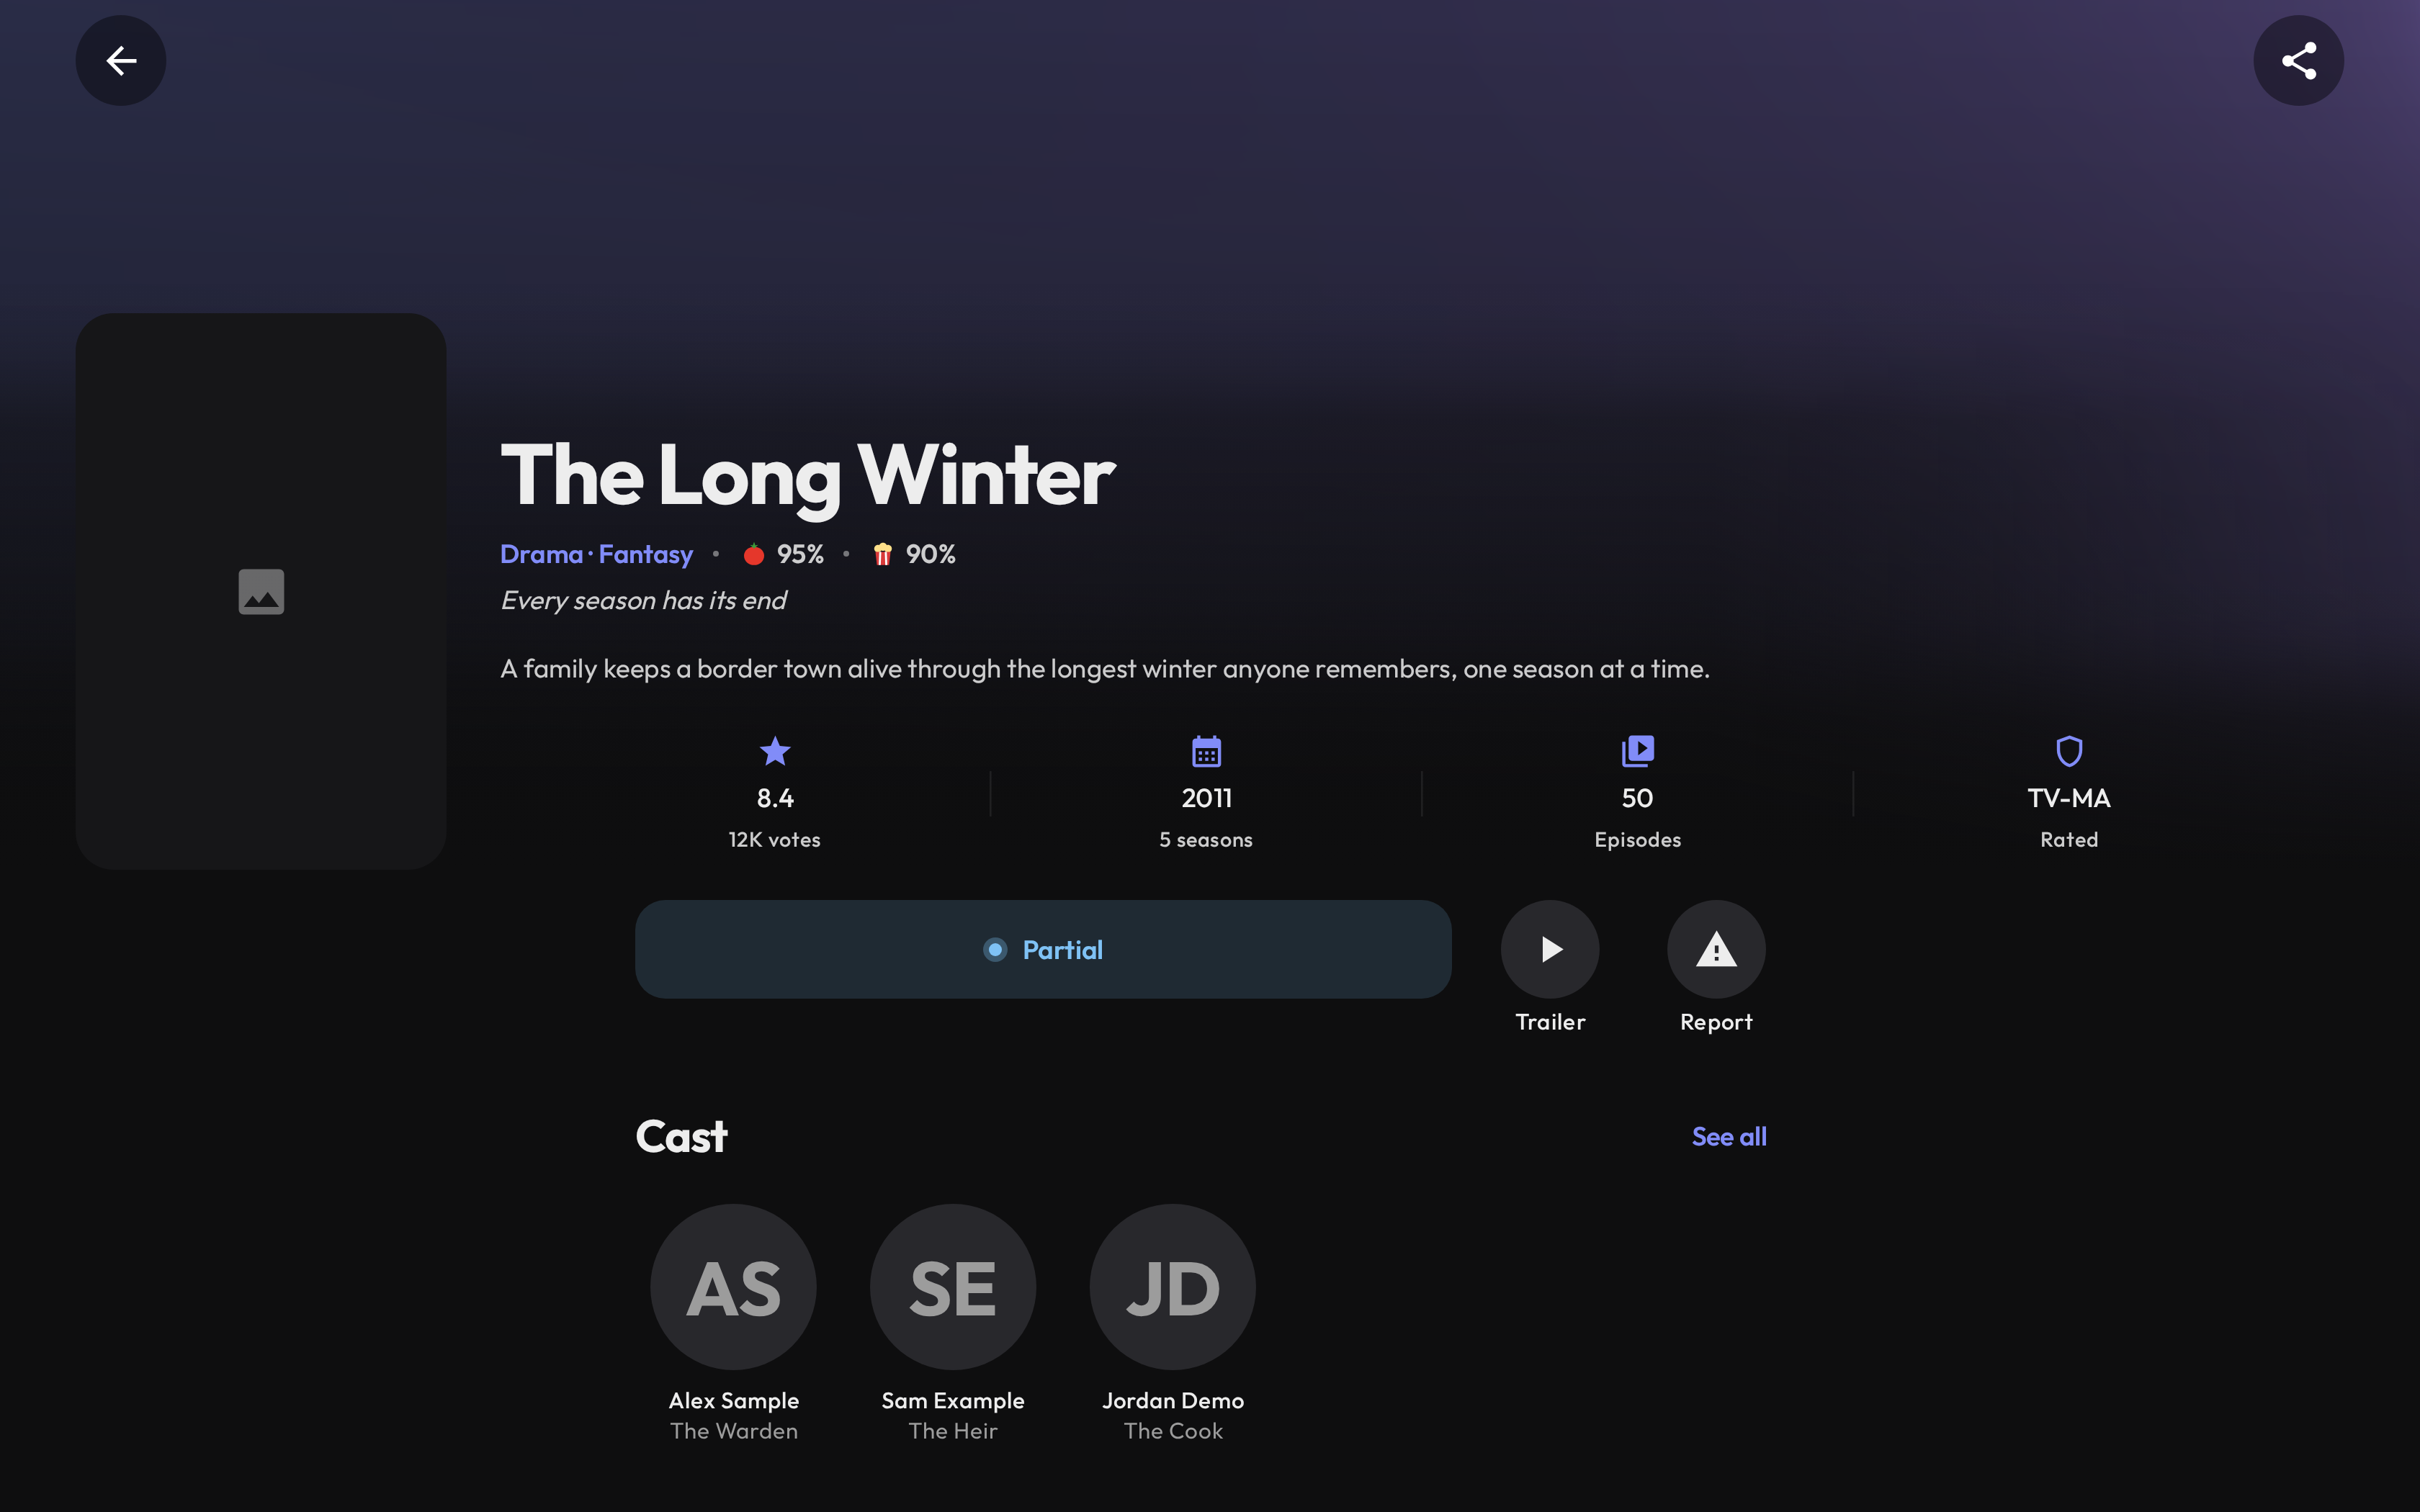 The Long Winter
Drama · Fantasy • 95% • 90%
Every season has its end
A family keeps a border town alive through the longest winter anyone remembers, one season at a time.
8.4 2011 50 TV-MA
12K votes 5 seasons Episodes Rated
Partial
Trailer Report
Cast See all
AS SE JD
Alex Sample Sam Example Jordan Demo
The Warden The Heir The Cook